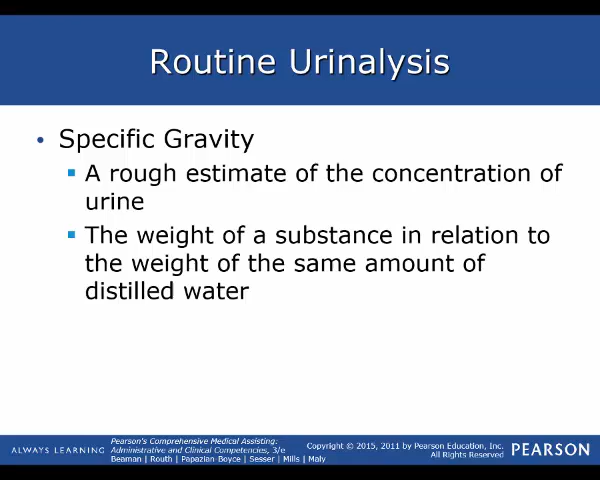 Routine Urinalysis
• Specific Gravity
▪ A rough estimate of the concentration of
urine
▪ The weight of a substance in relation to
the weight of the same amount of
distilled water
ALWAYS LEARNING
Pearson's Comprehensive Medical Assisting:
Administrative and Clinical Competencies, 3/e
Beaman | Routh | Papazian-Boyce | Sesser | Mills | Maly
Copyright © 2015, 2011 by Pearson Education, Inc.
All Rights Reserved
PEARSON